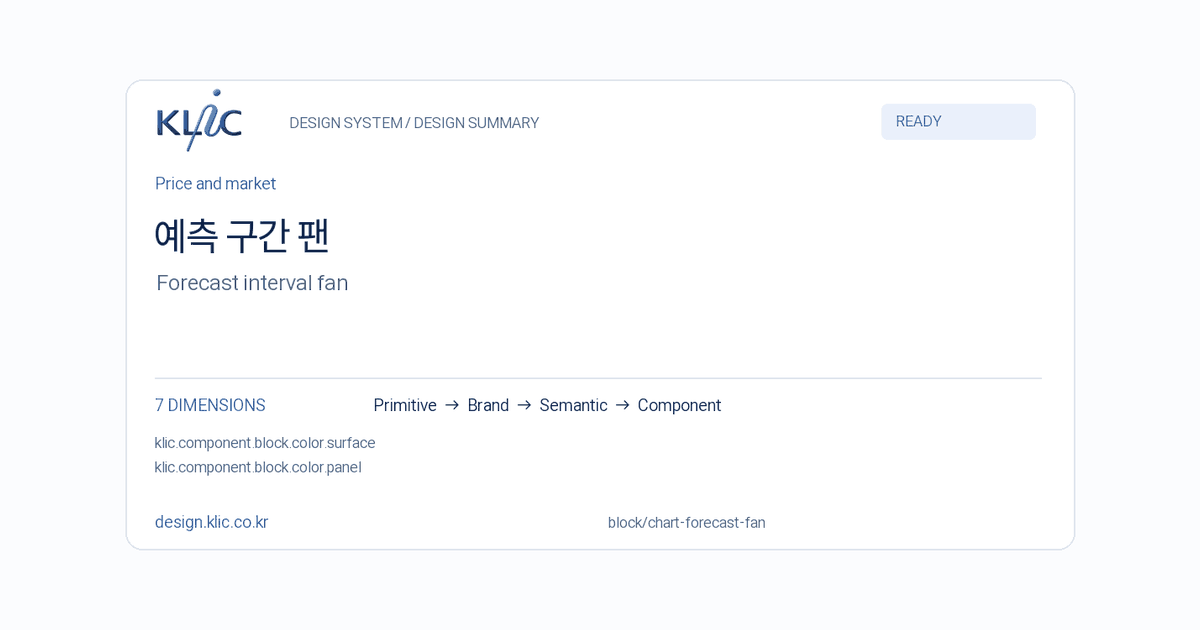 KLiC
DESIGN SYSTEM / DESIGN SUMMARY
READY
Price and market
예측 구간 팬
Forecast interval fan
7 DIMENSIONS
Primitive → Brand → Semantic → Component
klic.component.block.color.surface
klic.component.block.color.panel
design.klic.co.kr
block/chart-forecast-fan